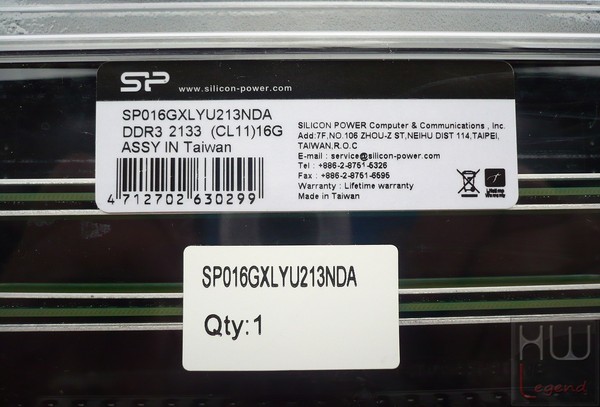 SP www.silicon-power.com
SP016GXLYU213NDA
DDR3 2133 (CL11)16G
ASSY IN Taiwan
4 712702 630299
SILICON POWER Computer & Communications , Inc.
Add:7F,NO.106 ZHOU-Z ST,NEIHU DIST 114,TAIPEI,
TAIWAN,R.O.C
E-mail : service@silicon-power.com
Tel : +886-2-8751-5326
Fax : +886-2-8751-6595
Warranty : Lifetime warranty
Made in Taiwan
Lifetime
Warranty
SP016GXLYU213NDA
Qty:1
HW
Legend